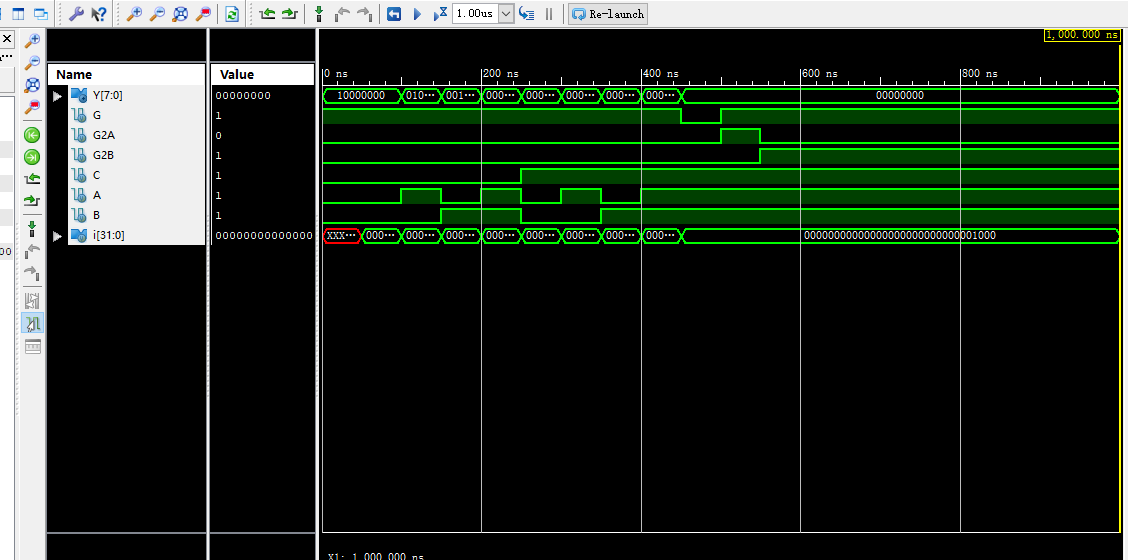 1.00us Re-launch
1,000.000 ns
Name Value
0 ns 200 ns 400 ns 600 ns 800 ns
Y[7:0] 00000000 10000000 010··· 001··· 000··· 000··· 000··· 000··· 000··· 00000000
G 1
G2A 0
G2B 1
C 1
A 1
B 1
i[31:0] 00000000000000 XXX··· 000··· 000··· 000··· 000··· 000··· 000··· 000··· 000··· 00000000000000000000000000001000
00
X1: 1,000.000 ns